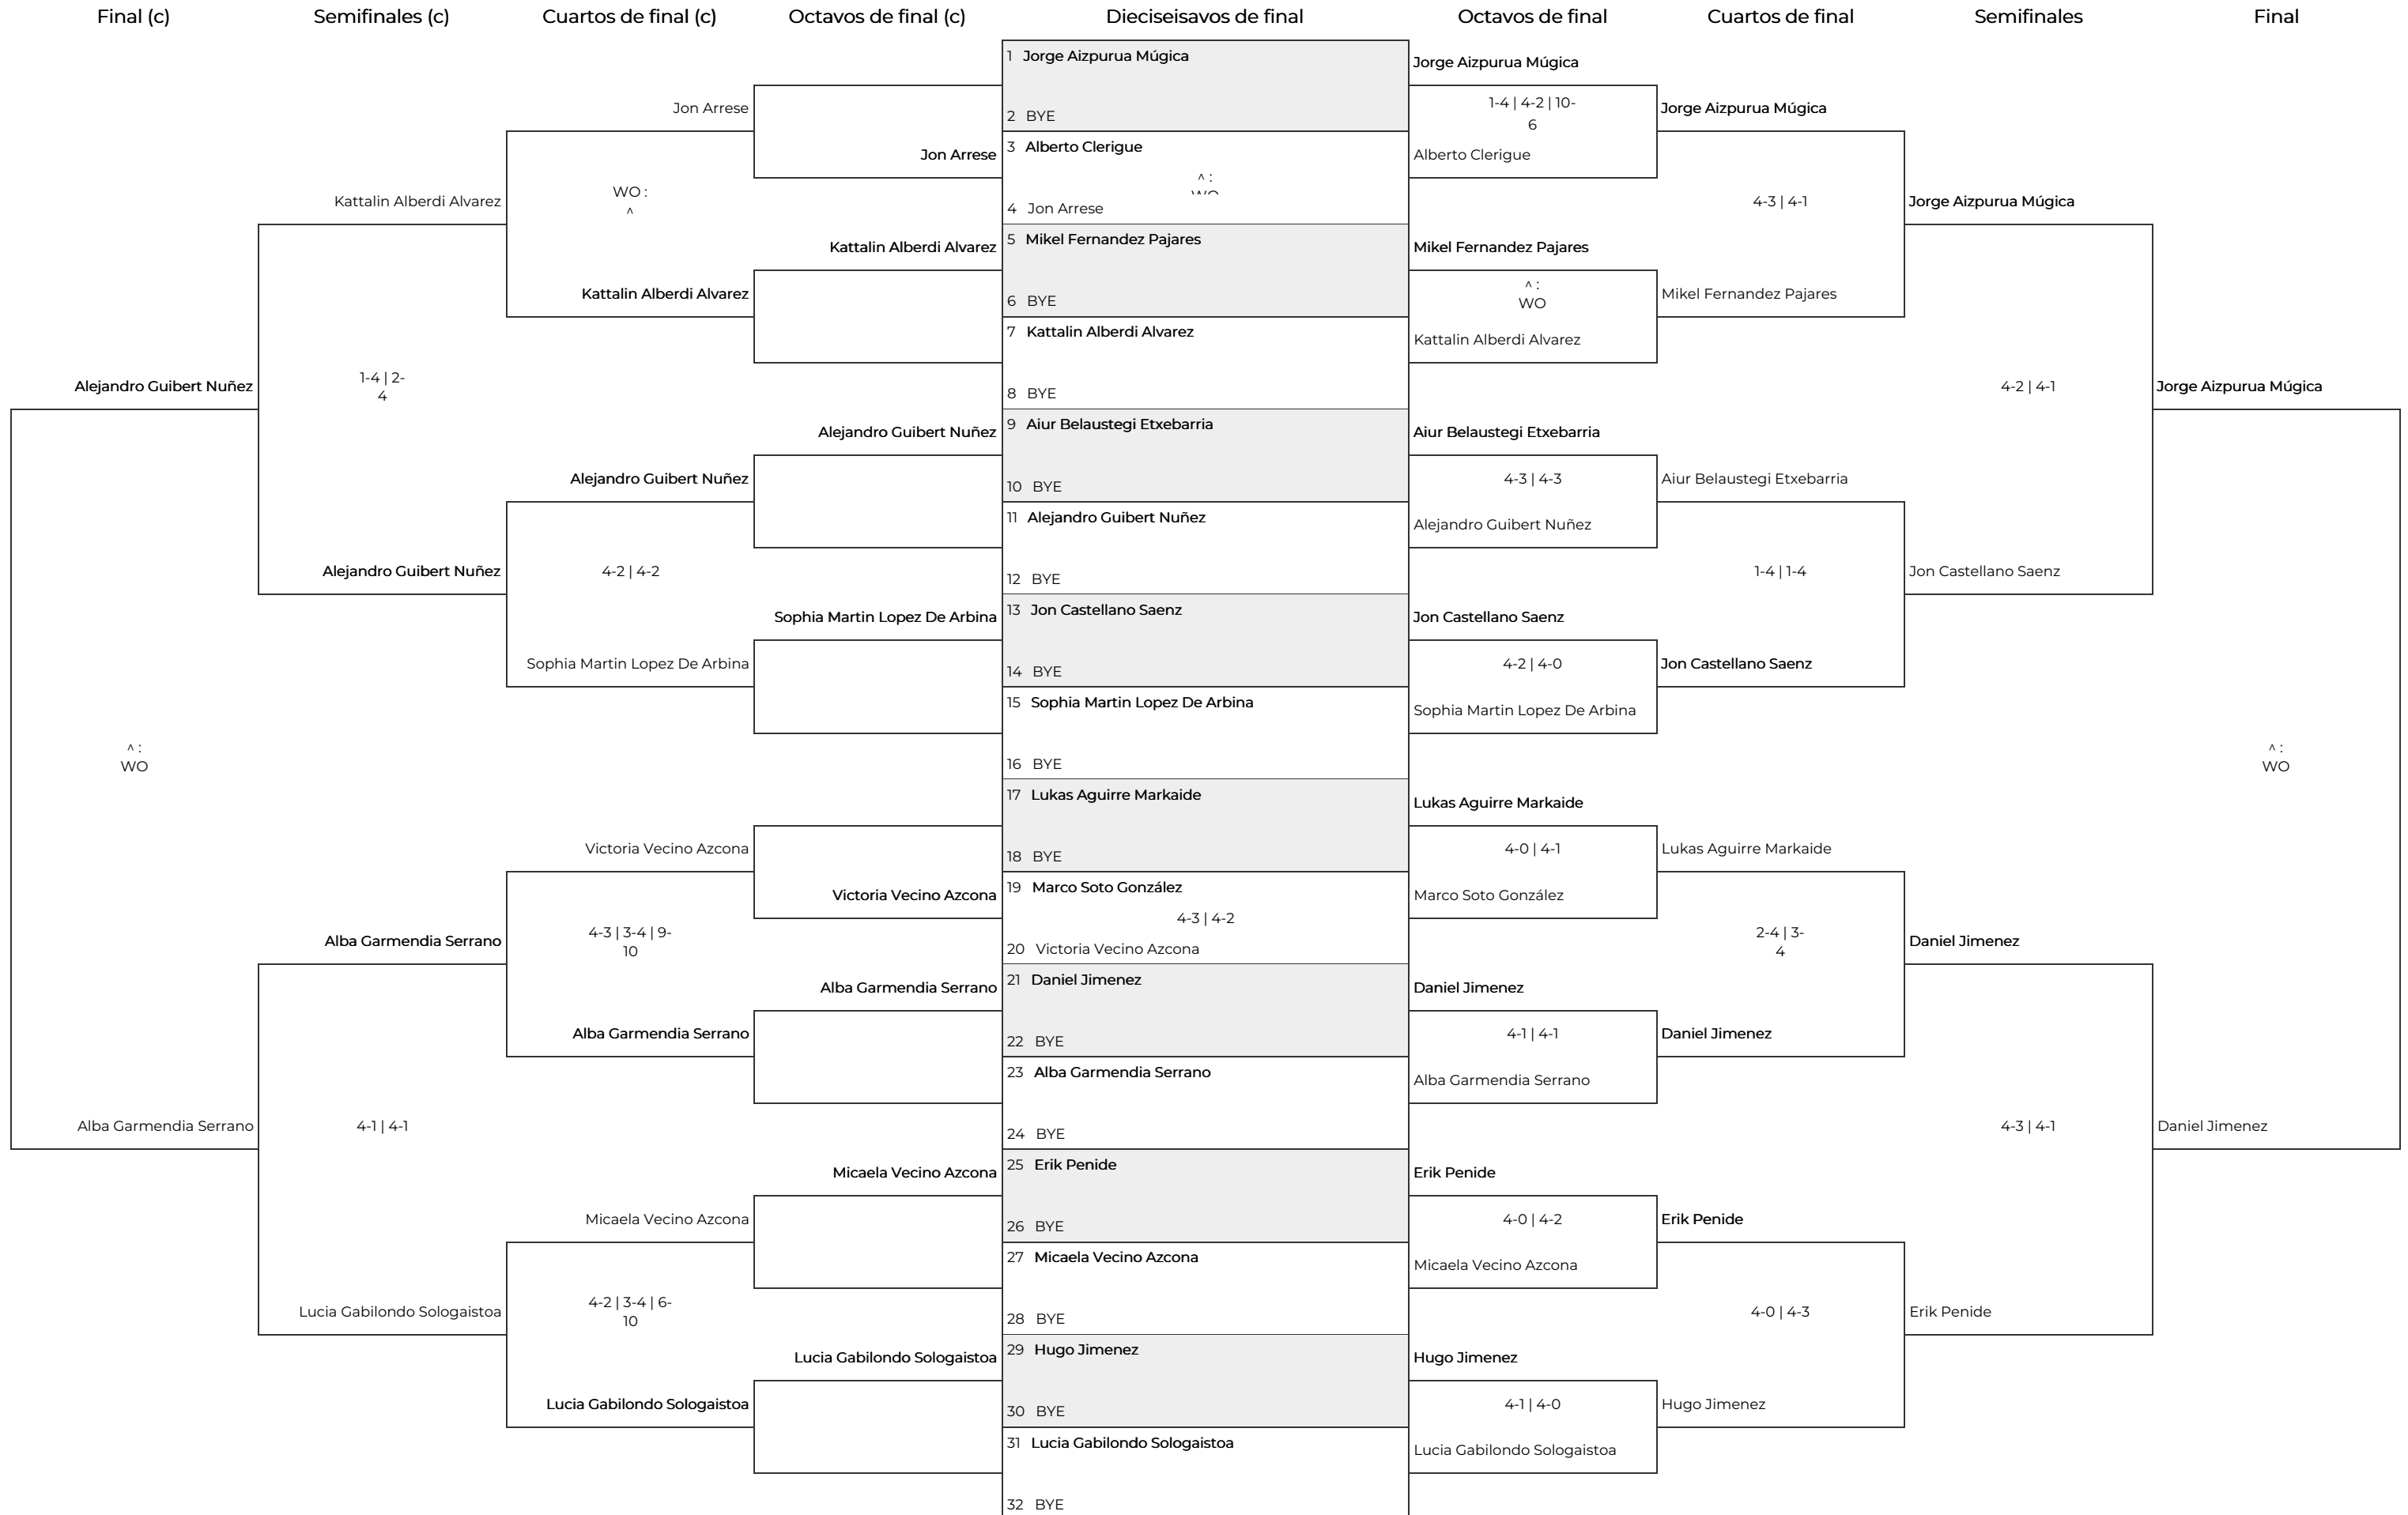 Final (c)
Semifinales (c)
Cuartos de final (c)
Octavos de final (c)
Dieciseisavos de final
Octavos de final
Cuartos de final
Semifinales
Final
Alejandro Guibert Nuñez
^ :
WO
Alba Garmendia Serrano
Kattalin Alberdi Alvarez
1-4 | 2-
4
Alejandro Guibert Nuñez
Alba Garmendia Serrano
4-1 | 4-1
Lucia Gabilondo Sologaistoa
Jon Arrese
WO :
^
Kattalin Alberdi Alvarez
Alejandro Guibert Nuñez
4-2 | 4-2
Sophia Martin Lopez De Arbina
Victoria Vecino Azcona
4-3 | 3-4 | 9-
10
Alba Garmendia Serrano
Micaela Vecino Azcona
4-2 | 3-4 | 6-
10
Lucia Gabilondo Sologaistoa
Jon Arrese
Kattalin Alberdi Alvarez
Alejandro Guibert Nuñez
Sophia Martin Lopez De Arbina
Victoria Vecino Azcona
Alba Garmendia Serrano
Micaela Vecino Azcona
Lucia Gabilondo Sologaistoa
1 Jorge Aizpurua Múgica
2 BYE
3 Alberto Clerigue
^ :
WO
4 Jon Arrese
5 Mikel Fernandez Pajares
6 BYE
7 Kattalin Alberdi Alvarez
8 BYE
9 Aiur Belaustegi Etxebarria
10 BYE
11 Alejandro Guibert Nuñez
12 BYE
13 Jon Castellano Saenz
14 BYE
15 Sophia Martin Lopez De Arbina
16 BYE
17 Lukas Aguirre Markaide
18 BYE
19 Marco Soto González
4-3 | 4-2
20 Victoria Vecino Azcona
21 Daniel Jimenez
22 BYE
23 Alba Garmendia Serrano
24 BYE
25 Erik Penide
26 BYE
27 Micaela Vecino Azcona
28 BYE
29 Hugo Jimenez
30 BYE
31 Lucia Gabilondo Sologaistoa
32 BYE
Jorge Aizpurua Múgica
1-4 | 4-2 | 10-
6
Alberto Clerigue
Mikel Fernandez Pajares
^ :
WO
Kattalin Alberdi Alvarez
Aiur Belaustegi Etxebarria
4-3 | 4-3
Alejandro Guibert Nuñez
Jon Castellano Saenz
4-2 | 4-0
Sophia Martin Lopez De Arbina
Lukas Aguirre Markaide
4-0 | 4-1
Marco Soto González
Daniel Jimenez
4-1 | 4-1
Alba Garmendia Serrano
Erik Penide
4-0 | 4-2
Micaela Vecino Azcona
Hugo Jimenez
4-1 | 4-0
Lucia Gabilondo Sologaistoa
Jorge Aizpurua Múgica
4-3 | 4-1
Mikel Fernandez Pajares
Aiur Belaustegi Etxebarria
1-4 | 1-4
Jon Castellano Saenz
Lukas Aguirre Markaide
2-4 | 3-
4
Daniel Jimenez
Erik Penide
4-0 | 4-3
Hugo Jimenez
Jorge Aizpurua Múgica
4-2 | 4-1
Jon Castellano Saenz
Daniel Jimenez
4-3 | 4-1
Erik Penide
Jorge Aizpurua Múgica
^ :
WO
Daniel Jimenez